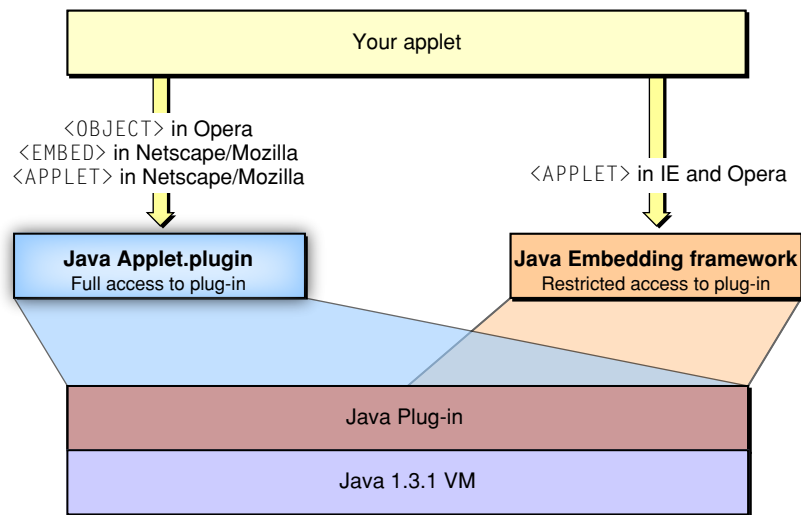 Your applet
<OBJECT> in Opera
<EMBED> in Netscape/Mozilla
<APPLET> in Netscape/Mozilla
<APPLET> in IE and Opera
Java Applet.plugin
Full access to plug-in
Java Embedding framework
Restricted access to plug-in
Java Plug-in
Java 1.3.1 VM